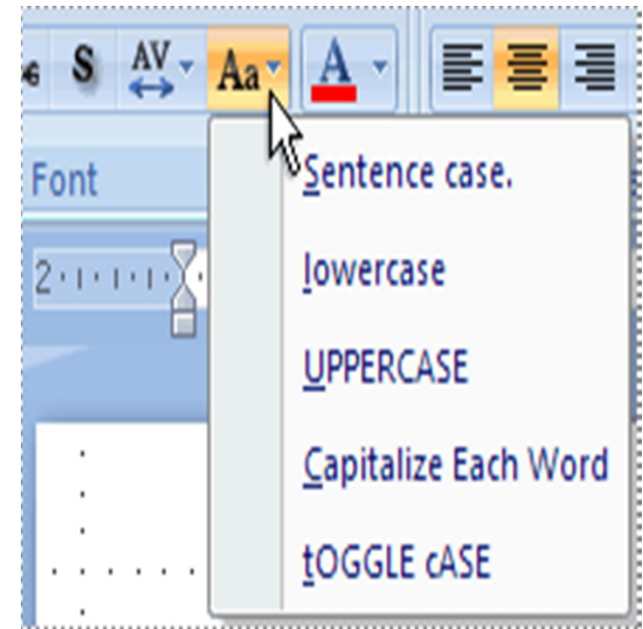 S AV Aa A
Font
2
Sentence case.
lowercase
UPPERCASE
Capitalize Each Word
tOGGLE cASE